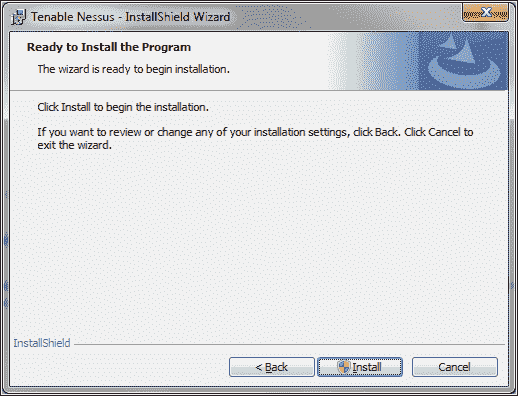 Tenable Nessus - InstallShield Wizard
Ready to Install the Program
The wizard is ready to begin installation.
Click Install to begin the installation.
If you want to review or change any of your installation settings, click Back. Click Cancel to
exit the wizard.
InstallShield
< Back Install Cancel